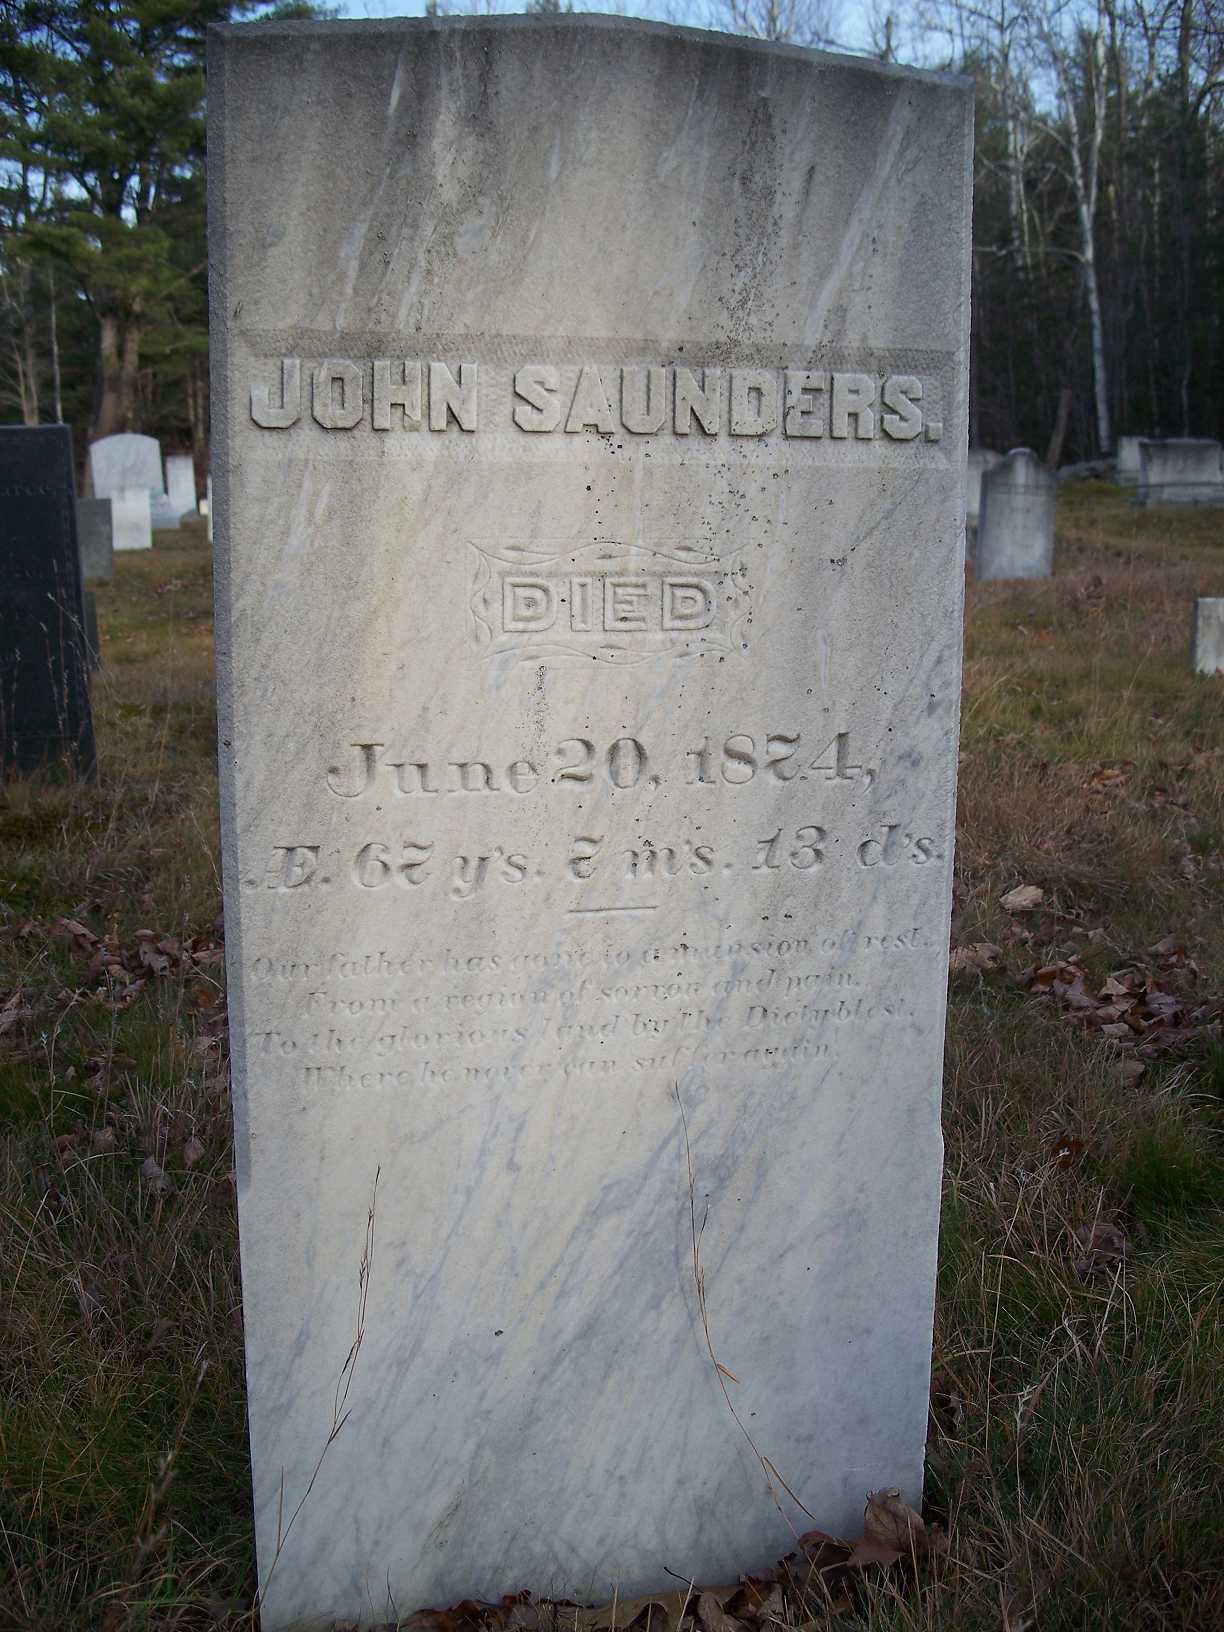 JOHN SAUNDERS.
DIED
June 20, 1874,
Æ. 67 y's. 7 m's. 13 d's.
Our father has gone to a mansion of rest.
From a region of sorrow and pain.
To the glorious land by the Diety blest.
Where he never can suffer again.